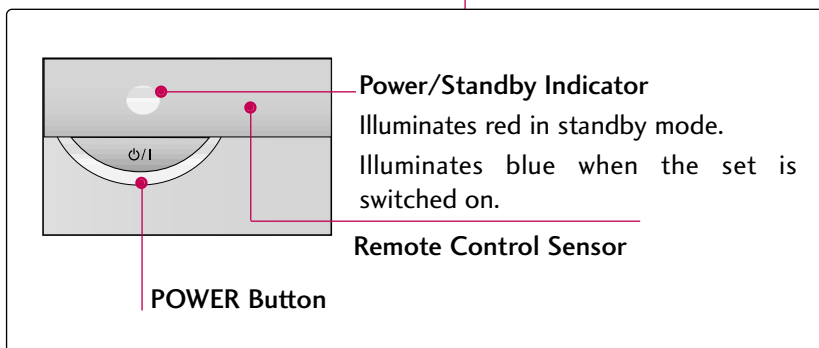 Power/Standby Indicator
Illuminates red in standby mode.
Illuminates blue when the set is
switched on.
⏻/I
Remote Control Sensor
POWER Button